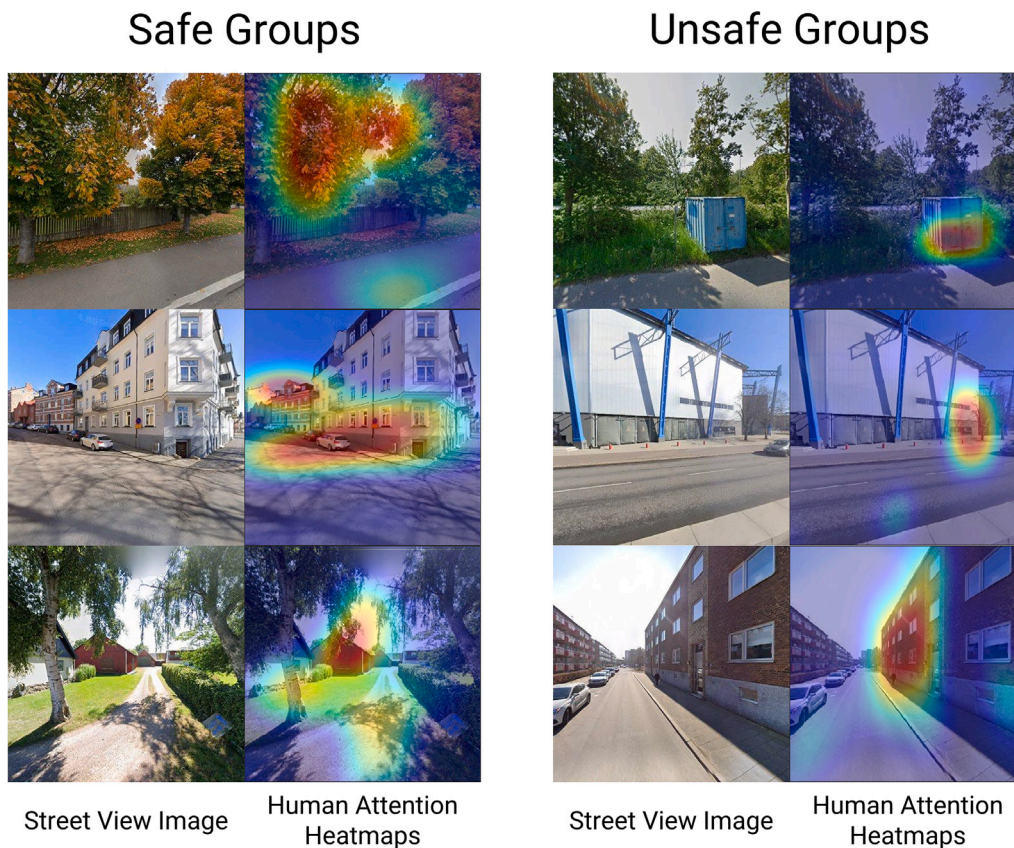 Safe Groups
Unsafe Groups
Street View Image
Human Attention
Heatmaps
Street View Image
Human Attention
Heatmaps